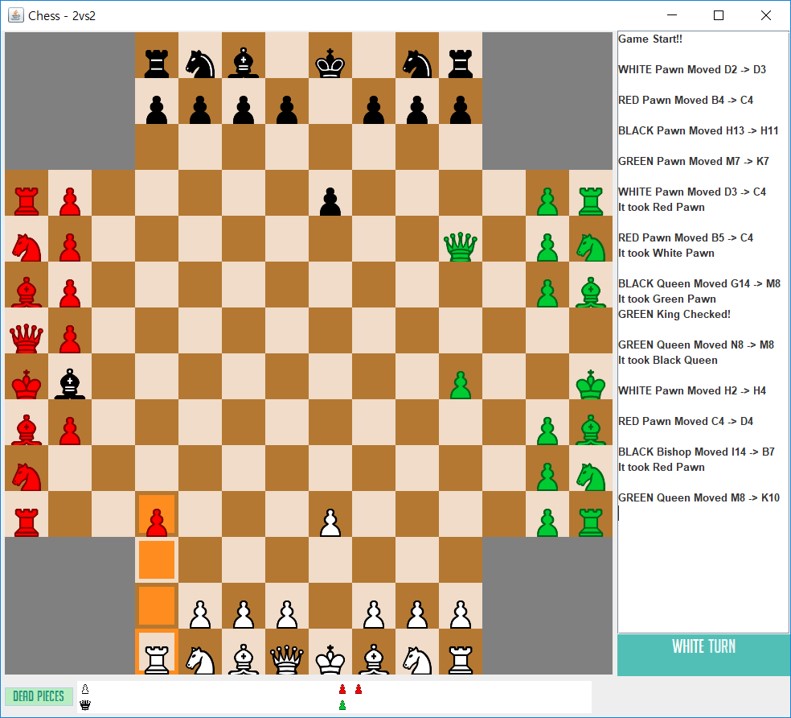 Chess - 2vs2
Game Start!!
WHITE Pawn Moved D2 -> D3
RED Pawn Moved B4 -> C4
BLACK Pawn Moved H13 -> H11
GREEN Pawn Moved M7 -> K7
WHITE Pawn Moved D3 -> C4
It took Red Pawn
RED Pawn Moved B5 -> C4
It took White Pawn
BLACK Queen Moved G14 -> M8
It took Green Pawn
GREEN King Checked!
GREEN Queen Moved N8 -> M8
It took Black Queen
WHITE Pawn Moved H2 -> H4
RED Pawn Moved C4 -> D4
BLACK Bishop Moved I14 -> B7
It took Red Pawn
GREEN Queen Moved M8 -> K10
WHITE TURN
DEAD PIECES